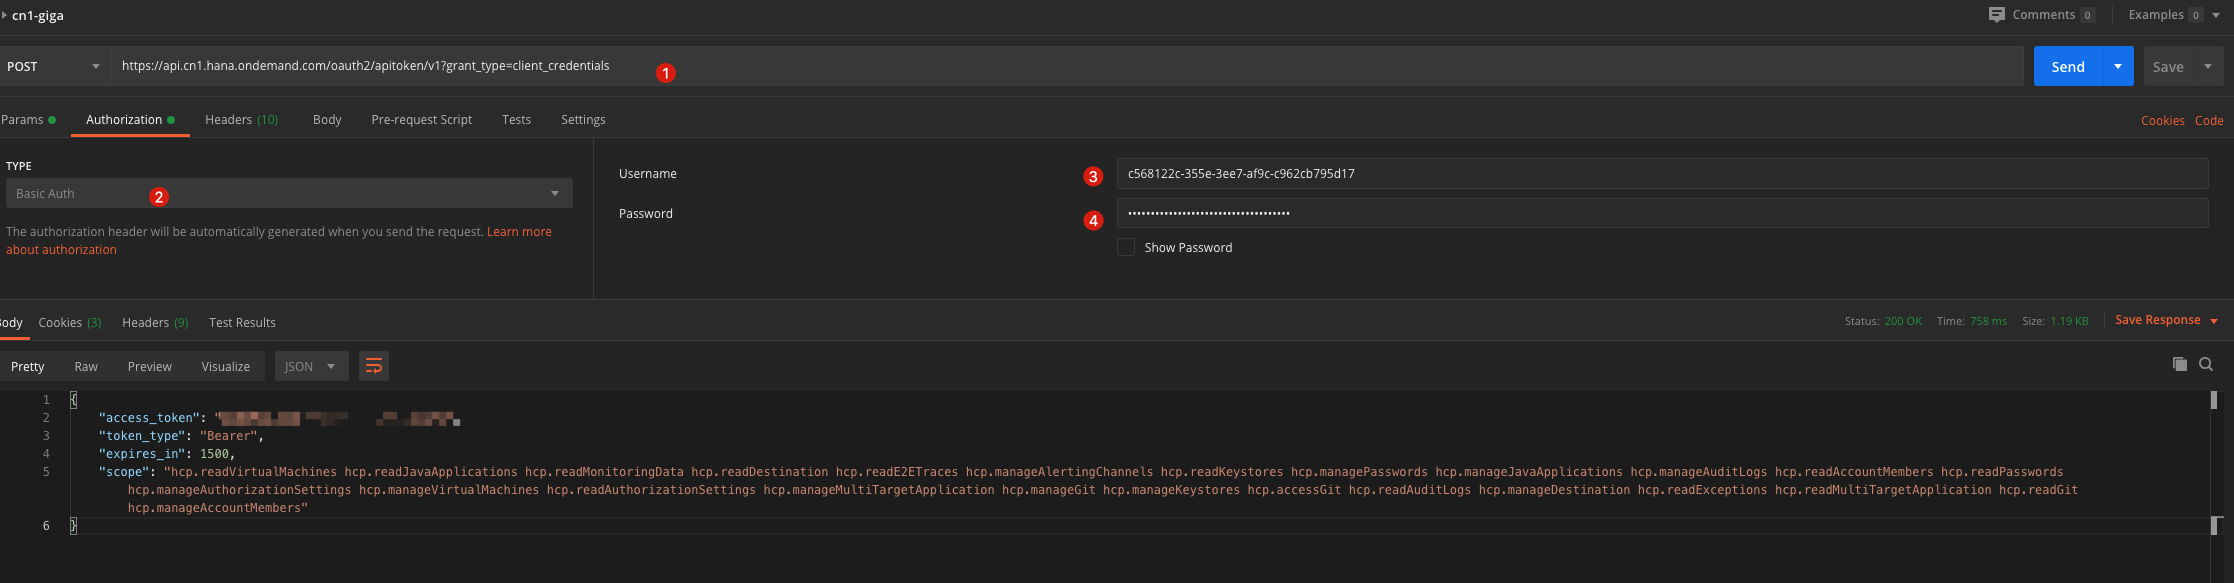 cn1-giga
Comments 0 Examples 0
POST https://api.cn1.hana.ondemand.com/oauth2/apitoken/v1?grant_type=client_credentials 1 Send Save
Params Authorization Headers (10) Body Pre-request Script Tests Settings Cookies Code
TYPE
Basic Auth 2
The authorization header will be automatically generated when you send the request. Learn more
about authorization
Username 3 c568122c-355e-3ee7-af9c-c962cb795d17
Password 4 ••••••••••••••••••••••••••••••••••••
Show Password
Body Cookies (3) Headers (9) Test Results Status: 200 OK Time: 758 ms Size: 1.19 KB Save Response
Pretty Raw Preview Visualize JSON
1 {
2 "access_token": "
3 "token_type": "Bearer",
4 "expires_in": 1500,
5 "scope": "hcp.readVirtualMachines hcp.readJavaApplications hcp.readMonitoringData hcp.readDestination hcp.readE2ETraces hcp.manageAlertingChannels hcp.readKeystores hcp.managePasswords hcp.manageJavaApplications hcp.manageAuditLogs hcp.readAccountMembers hcp.readPasswords
hcp.manageAuthorizationSettings hcp.manageVirtualMachines hcp.readAuthorizationSettings hcp.manageMultiTargetApplication hcp.manageGit hcp.manageKeystores hcp.accessGit hcp.readAuditLogs hcp.manageDestination hcp.readExceptions hcp.readMultiTargetApplication hcp.readGit
hcp.manageAccountMembers"
6 }